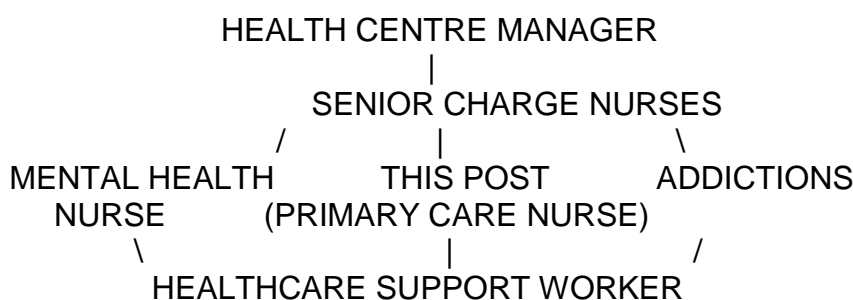 HEALTH CENTRE MANAGER
|
SENIOR CHARGE NURSES
/ | \
MENTAL HEALTH THIS POST ADDICTIONS
NURSE (PRIMARY CARE NURSE)
\ | /
HEALTHCARE SUPPORT WORKER